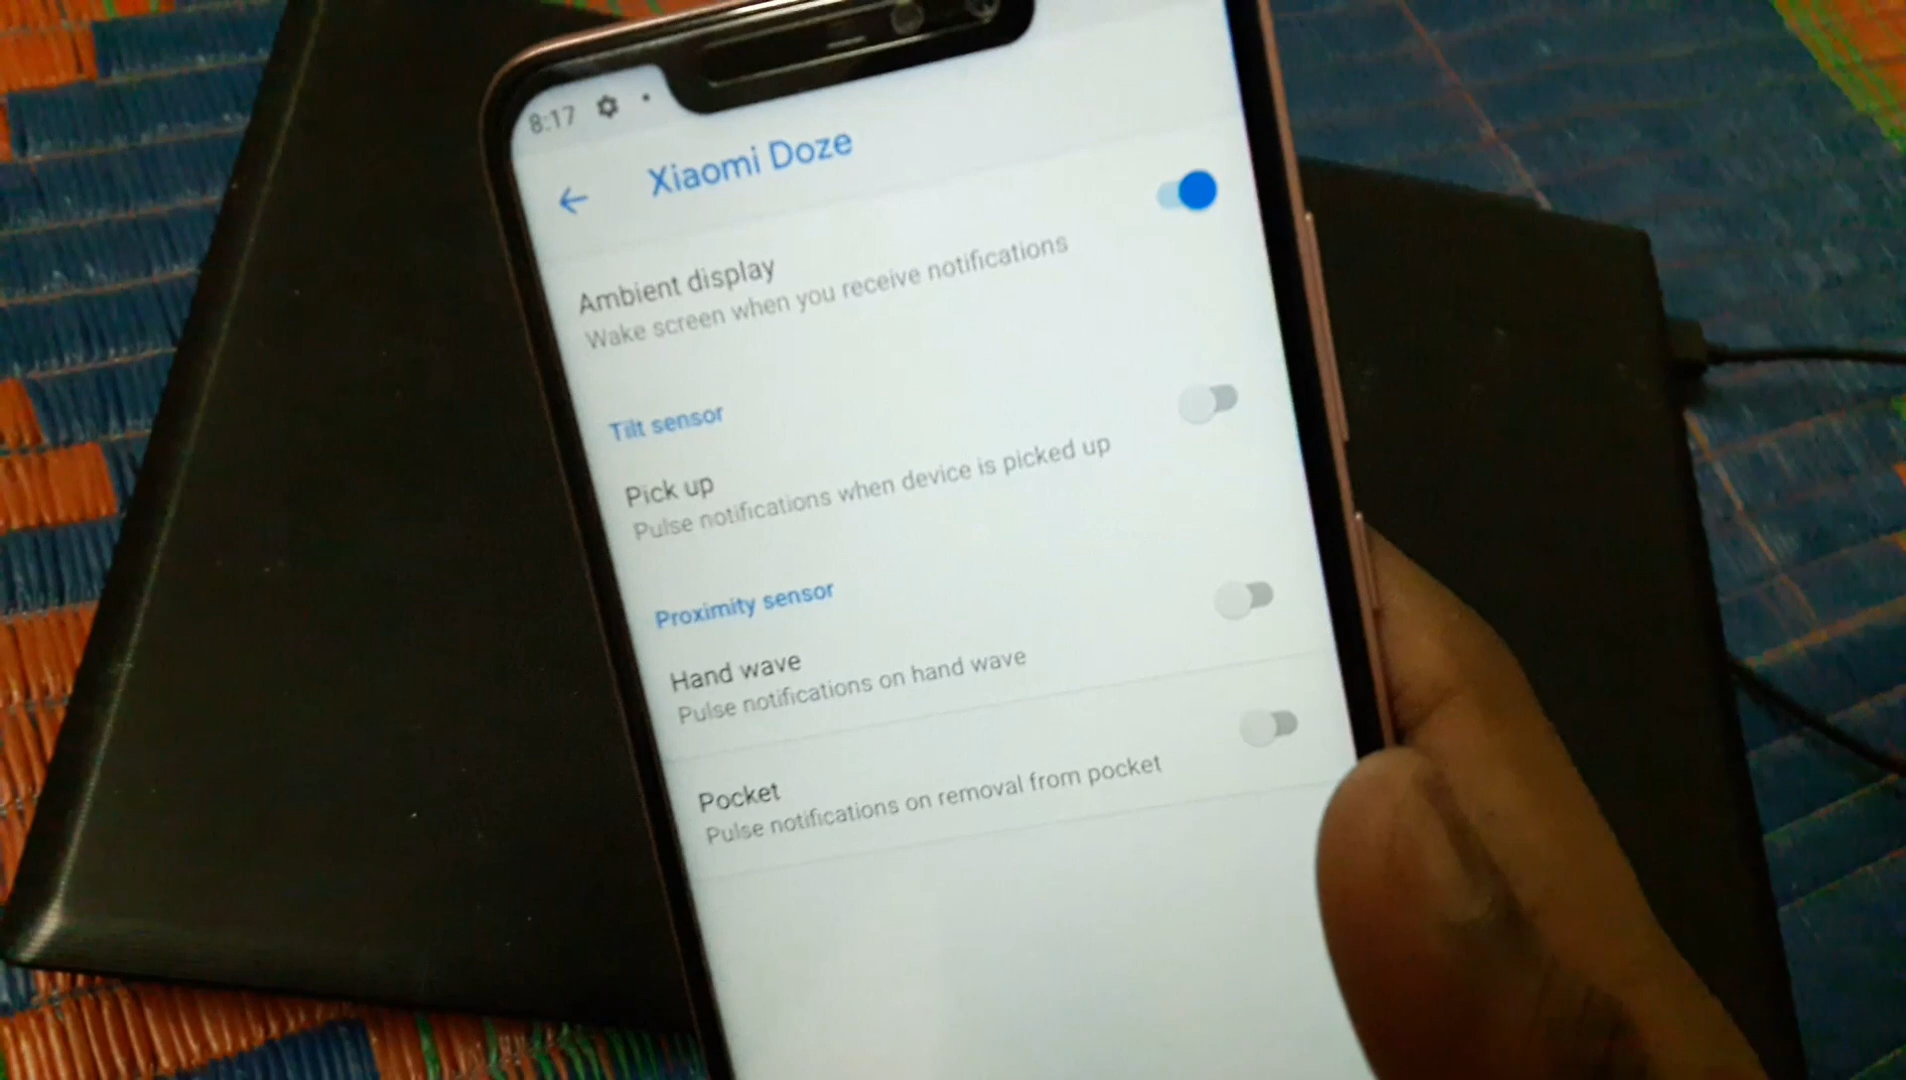 8:17
Xiaomi Doze
Ambient display
Wake screen when you receive notifications
Tilt sensor
Pick up
Pulse notifications when device is picked up
Proximity sensor
Hand wave
Pulse notifications on hand wave
Pocket
Pulse notifications on removal from pocket